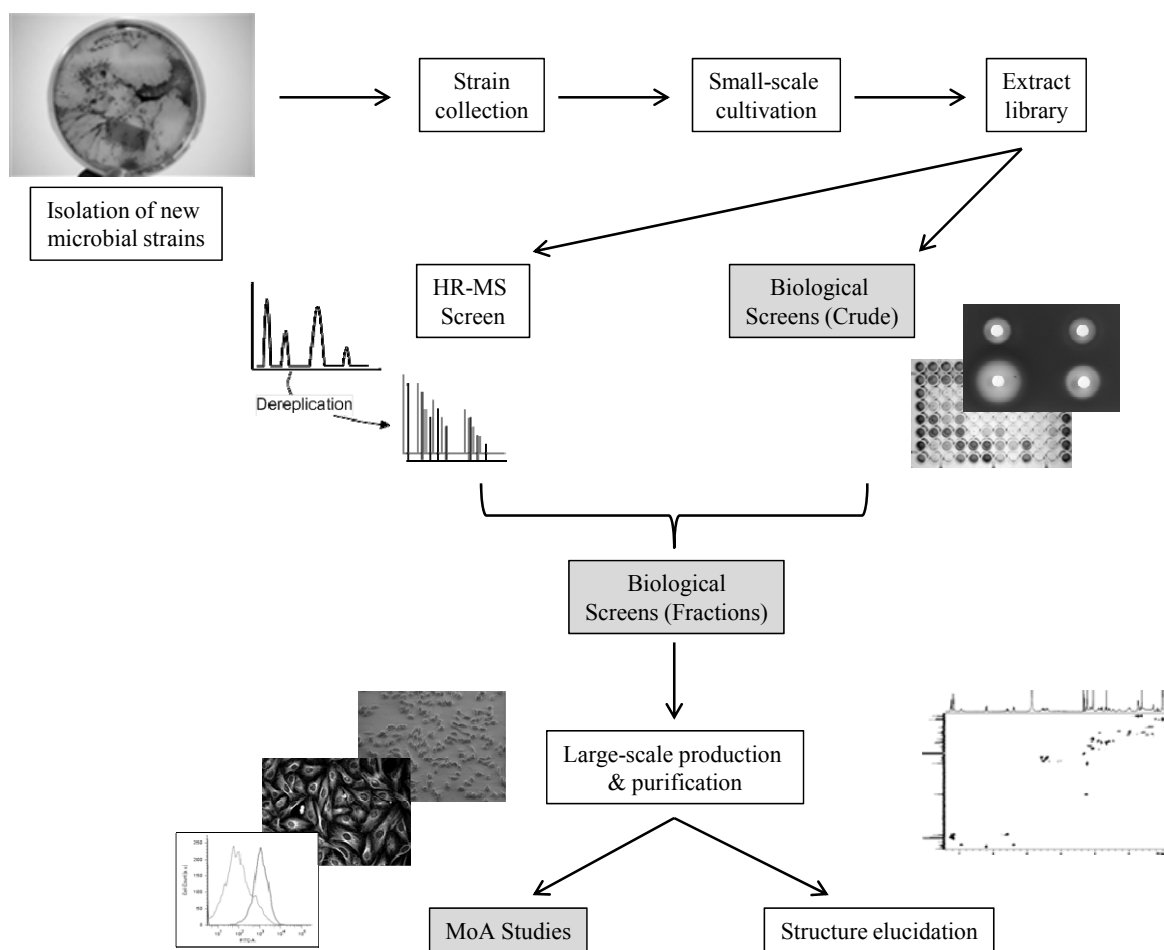 Strain
collection
Small-scale
cultivation
Extract
library
Isolation of new
microbial strains
HR-MS
Screen
Biological
Screens (Crude)
Dereplication
Biological
Screens (Fractions)
Large-scale production
& purification
MoA Studies
Structure elucidation